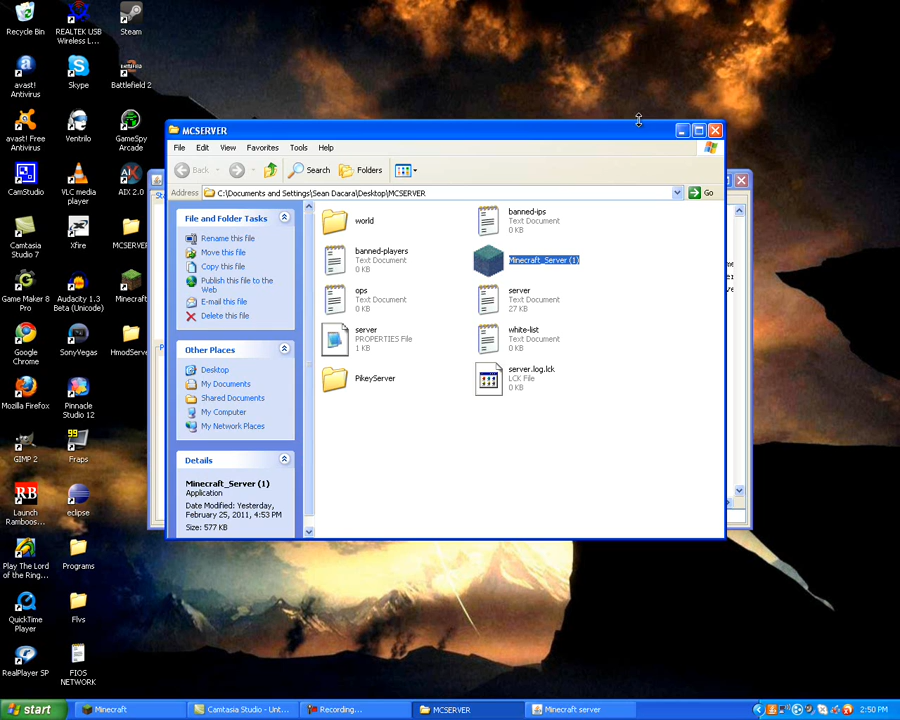 Recycle Bin
REALTEK USB
Wireless L...
Steam
avast!
Antivirus
Skype
Battlefield 2
avast! Free
Antivirus
Ventrilo
GameSpy
Arcade
CamStudio
VLC media
player
AIX 2.0
Camtasia
Studio 7
Xfire
MCSERVER
Game Maker 8
Pro
Audacity 1.3
Beta (Unicode)
Minecraft
Google
Chrome
SonyVegas
HmodServer
Mozilla Firefox
Pinnacle
Studio 12
GIMP 2
99
Fraps
RB
Launch
Ramboos...
eclipse
Play The Lord
of the Ring...
Programs
QuickTime
Player
Flvs
RealPlayer SP
FIOS
NETWORK
MCSERVER
File Edit View Favorites Tools Help
Back Search Folders
Address C:\Documents and Settings\Sean Dacara\Desktop\MCSERVER Go
File and Folder Tasks
Rename this file
Move this file
Copy this file
Publish this file to the
Web
E-mail this file
Delete this file
Other Places
Desktop
My Documents
Shared Documents
My Computer
My Network Places
Details
Minecraft_Server (1)
Application
Date Modified: Yesterday,
February 25, 2011, 4:53 PM
Size: 577 KB
world
banned-ips
Text Document
0 KB
banned-players
Text Document
0 KB
Minecraft_Server (1)
ops
Text Document
0 KB
server
Text Document
27 KB
server
PROPERTIES File
1 KB
white-list
Text Document
0 KB
PikeyServer
server.log.lck
LCK File
0 KB
start
Minecraft
Camtasia Studio - Unt...
Recording...
MCSERVER
Minecraft server
2:50 PM